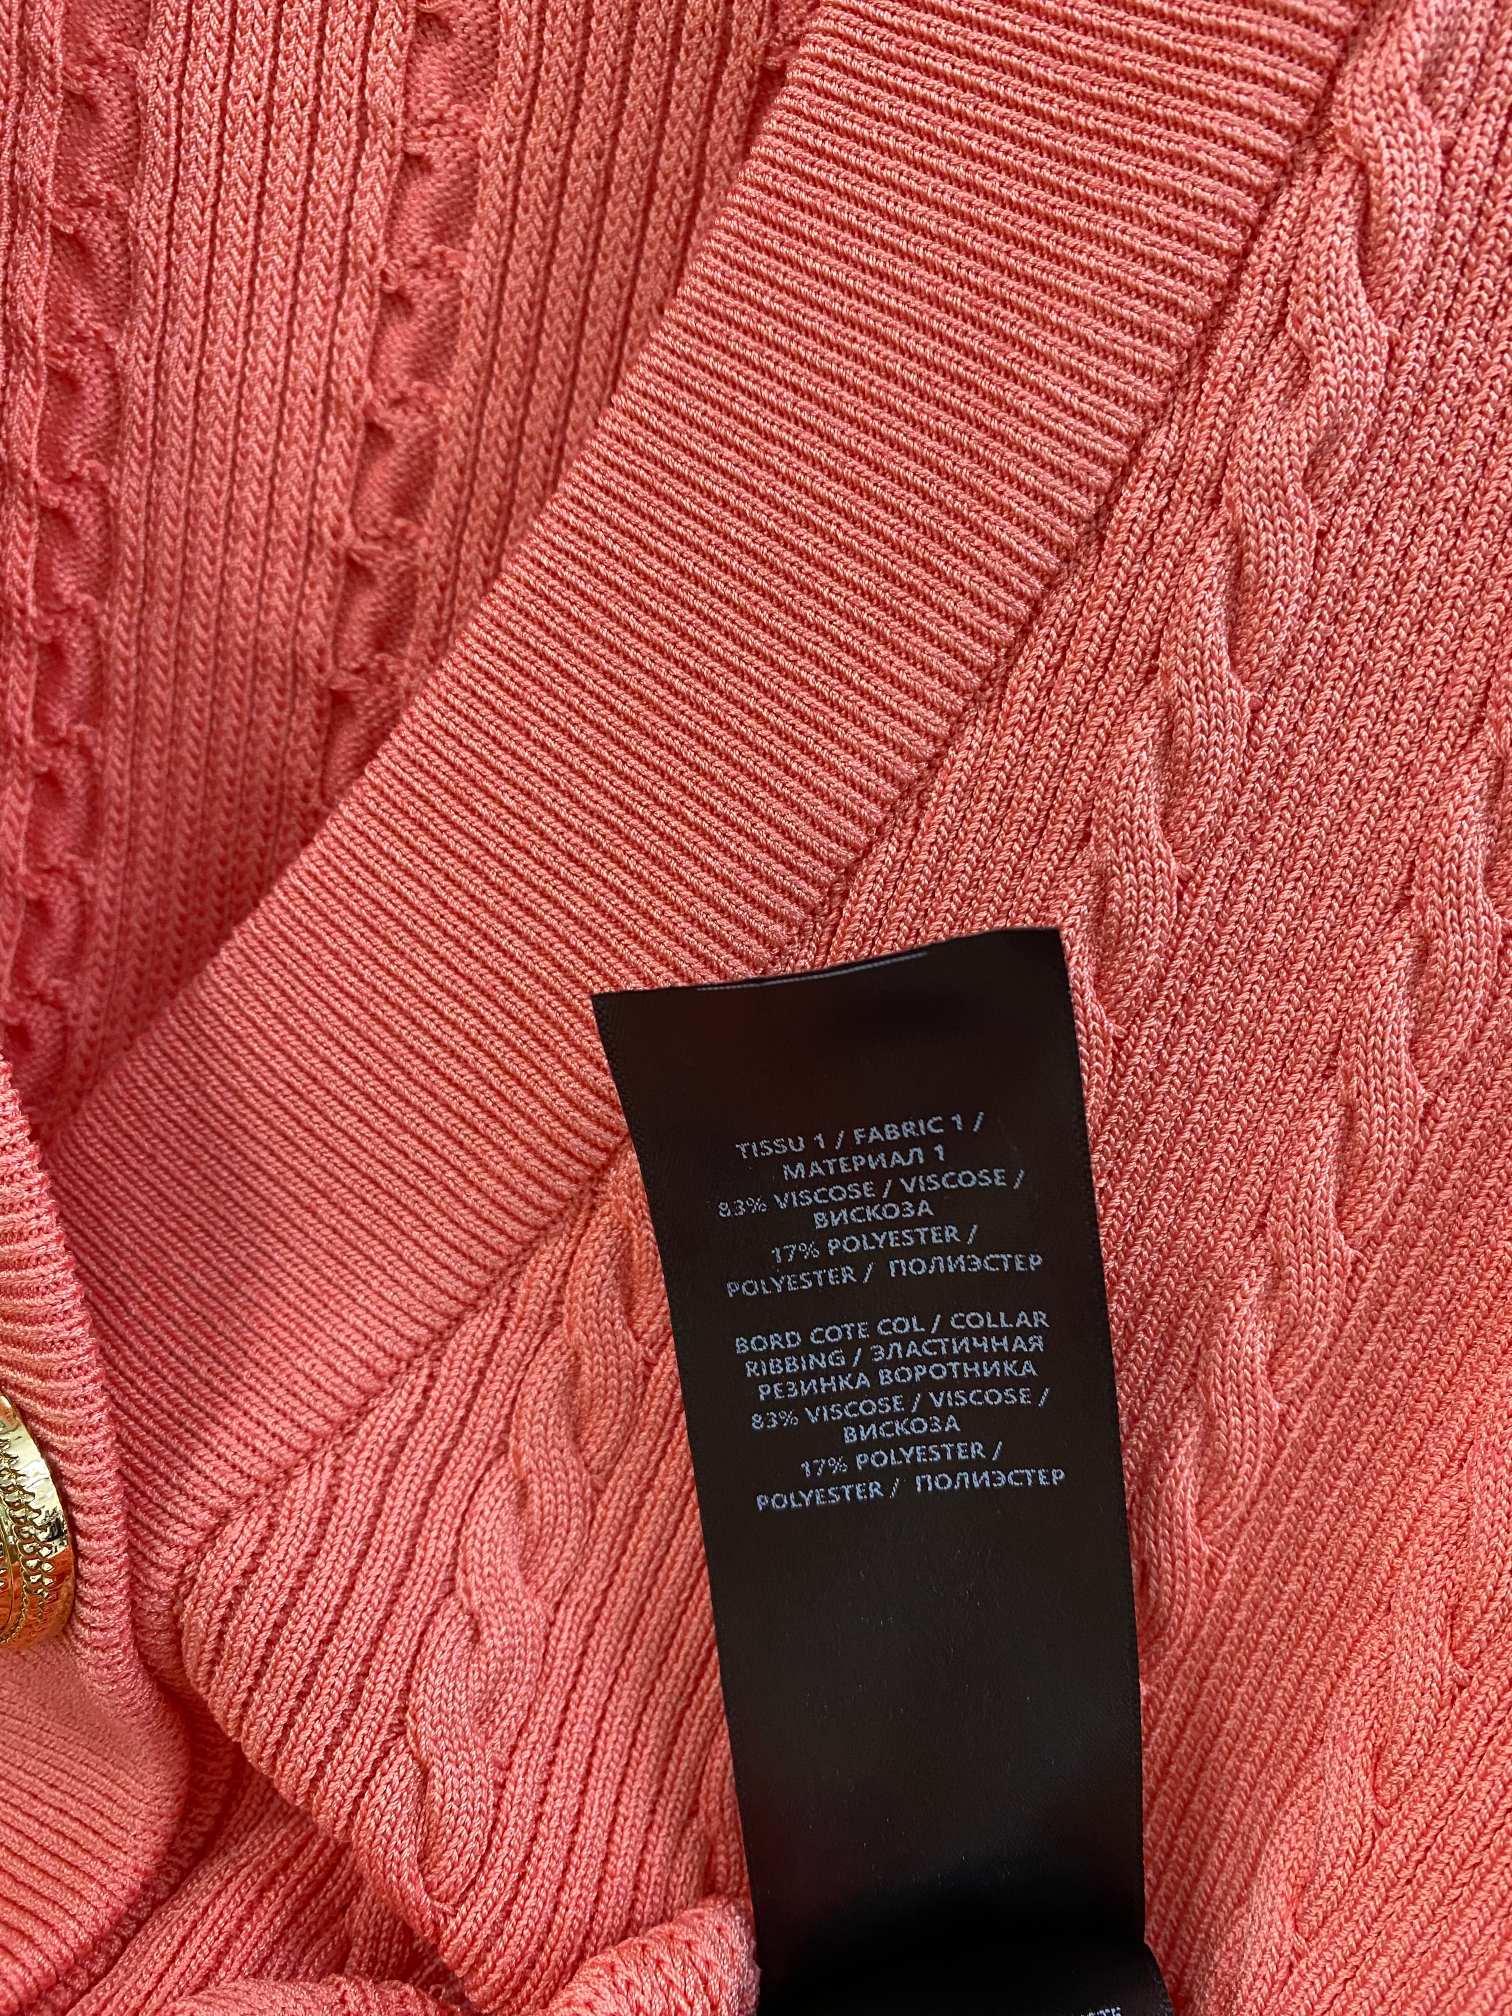 TISSU 1 / FABRIC 1 /
МАТЕРИАЛ 1
83% VISCOSE / VISCOSE /
ВИСКОЗА
17% POLYESTER /
POLYESTER / ПОЛИЭСТЕР
BORD COTE COL / COLLAR
RIBBING / ЭЛАСТИЧНАЯ
РЕЗИНКА ВОРОТНИКА
83% VISCOSE / VISCOSE /
ВИСКОЗА
17% POLYESTER /
POLYESTER / ПОЛИЭСТЕР